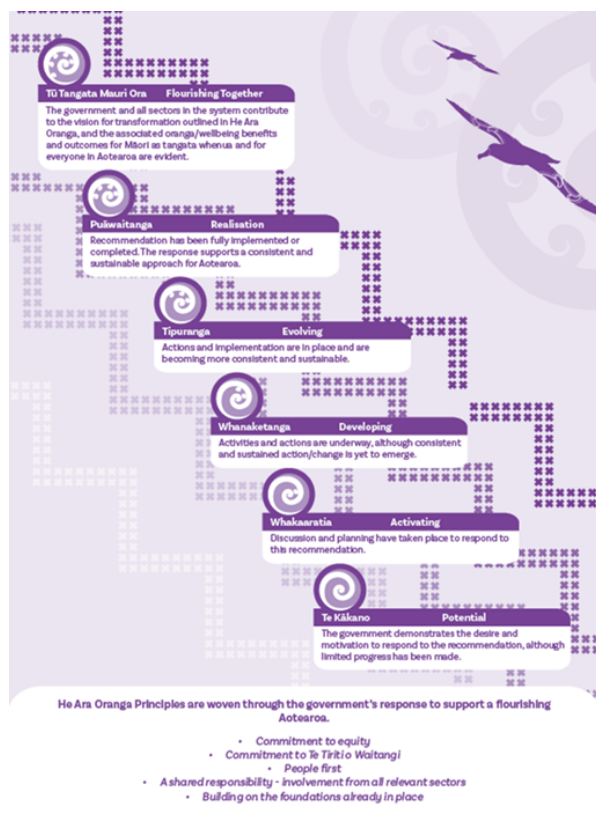 Tū Tangata Mauri Ora Flourishing Together
The government and all sectors in the system contribute
to the vision for transformation outlined in He Ara
Oranga, and the associated oranga/wellbeing benefits
and outcomes for Māori as tangata whenua and for
everyone in Aotearoa are evident.
Puāwaitanga Realisation
Recommendation has been fully implemented or
completed. The response supports a consistent and
sustainable approach for Aotearoa.
Tipuranga Evolving
Actions and implementation are in place and are
becoming more consistent and sustainable.
Whanaketanga Developing
Activities and actions are underway, although consistent
and sustained action/change is yet to emerge.
Whakaaratia Activating
Discussion and planning have taken place to respond to
this recommendation.
Te Kākano Potential
The government demonstrates the desire and
motivation to respond to the recommendation, although
limited progress has been made.
He Ara Oranga Principles are woven through the government's response to support a flourishing
Aotearoa.
• Commitment to equity
• Commitment to Te Tiriti o Waitangi
• People first
• A shared responsibility - involvement from all relevant sectors
• Building on the foundations already in place